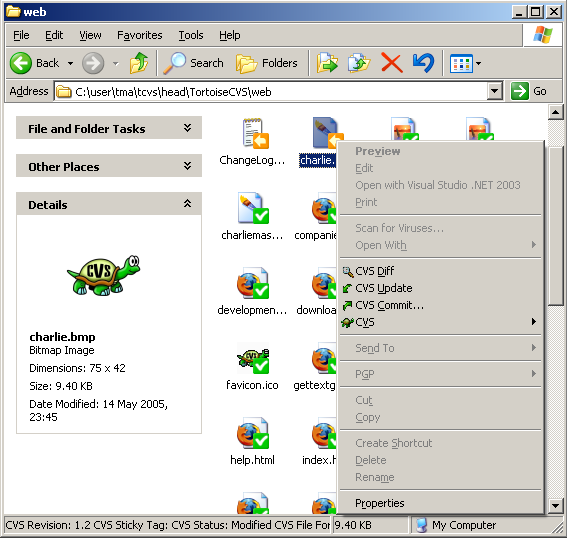 web
File Edit View Favorites Tools Help
Back Search Folders
Address C:\user\tma\tcvs\head\TortoiseCVS\web Go
File and Folder Tasks
Other Places
Details
CVS
charlie.bmp
Bitmap Image
Dimensions: 75 x 42
Size: 9.40 KB
Date Modified: 14 May 2005,
23:45
ChangeLog... charlie.
charliemas... companie
developmen... downloa
favicon.ico gettextg
help.html index.h
Preview
Edit
Open with Visual Studio .NET 2003
Print
Scan for Viruses...
Open With
CVS Diff
CVS Update
CVS Commit...
CVS
Send To
PGP
Cut
Copy
Create Shortcut
Delete
Rename
Properties
CVS Revision: 1.2 CVS Sticky Tag: CVS Status: Modified CVS File For 9.40 KB My Computer